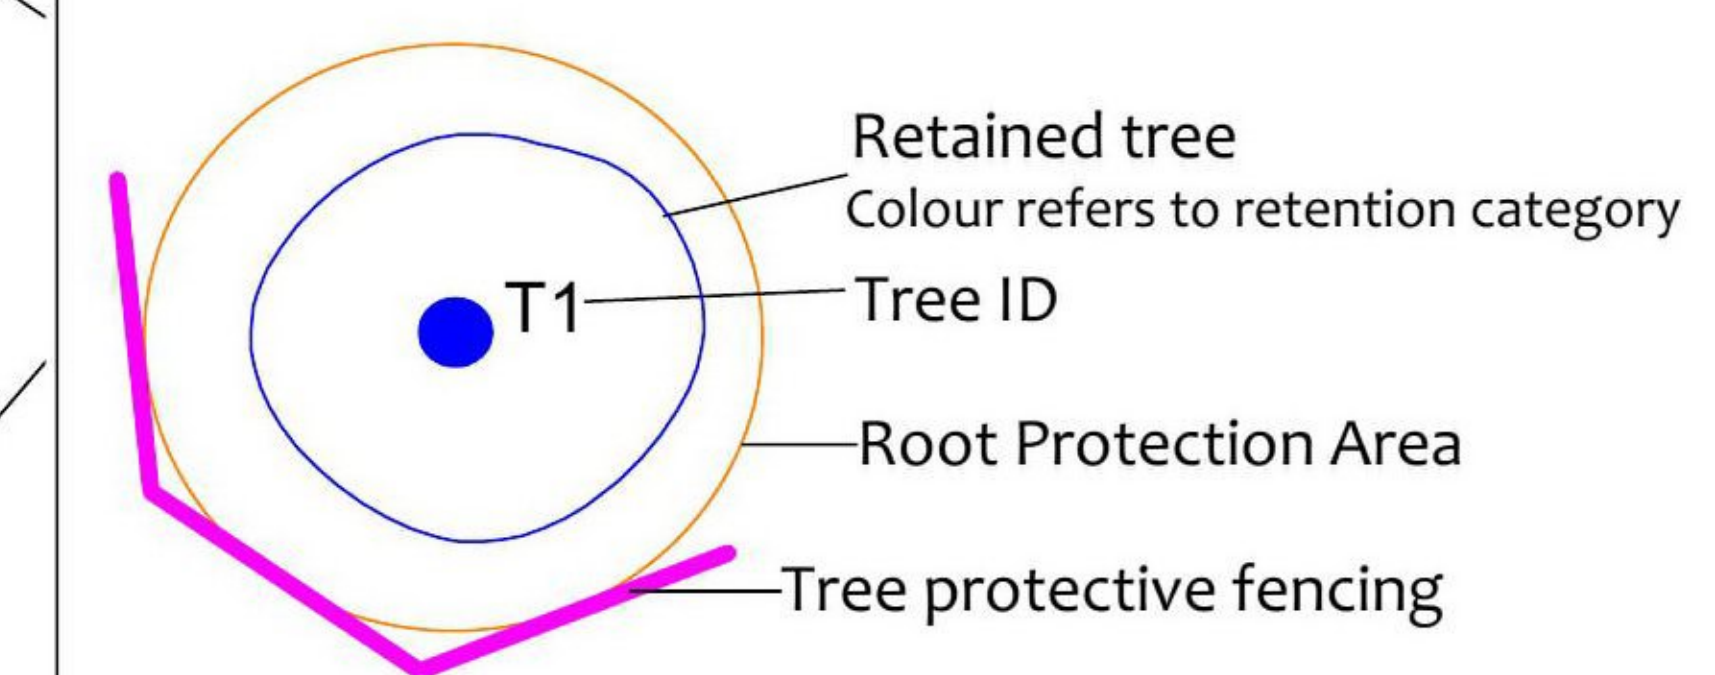 Retained tree
Colour refers to retention category
T1
Tree ID
Root Protection Area
Tree protective fencing